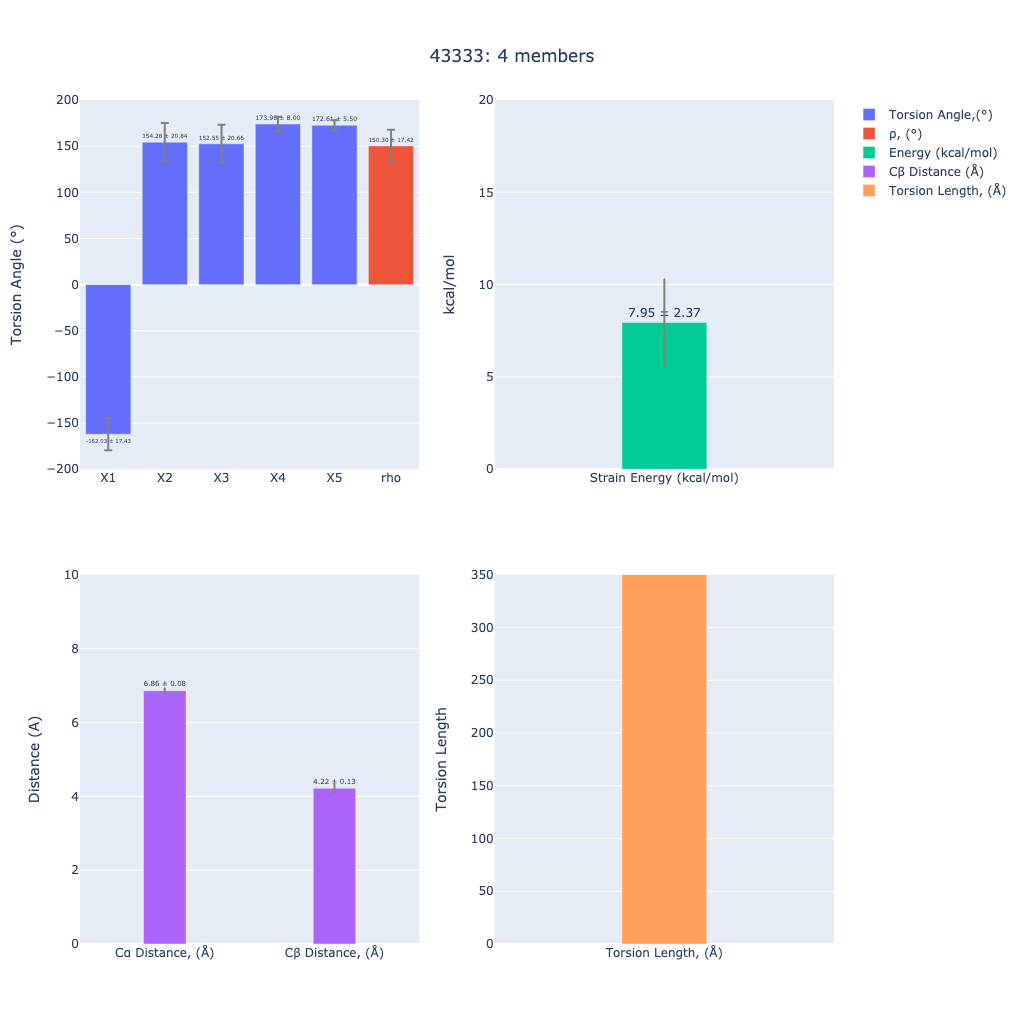 43333: 4 members
Torsion Angle (°)
200
150
100
50
0
−50
−100
−150
−200
-162.03 ± 17.43
154.28 ± 20.84
152.55 ± 20.66
173.90 ± 8.00
172.61 ± 5.50
150.30 ± 17.42
X1 X2 X3 X4 X5 rho
kcal/mol
20
15
10
5
0
7.95 ± 2.37
Strain Energy (kcal/mol)
Torsion Angle,(°)
ρ, (°)
Energy (kcal/mol)
Cβ Distance (Å)
Torsion Length, (Å)
Distance (A)
10
8
6
4
2
0
6.86 ± 0.08
4.22 ± 0.13
Cα Distance, (Å) Cβ Distance, (Å)
Torsion Length
350
300
250
200
150
100
50
0
Torsion Length, (Å)